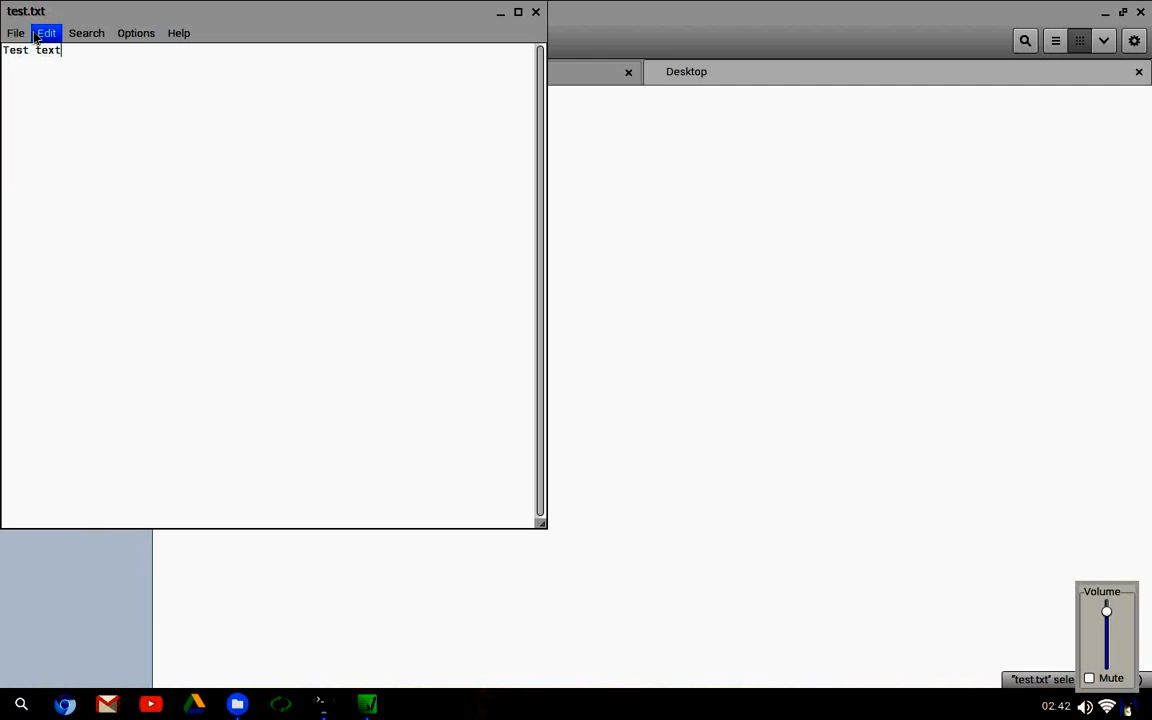 test.txt
File Edit Search Options Help
Test text
Desktop
Volume
Mute
"test.txt" sele
)
02.42